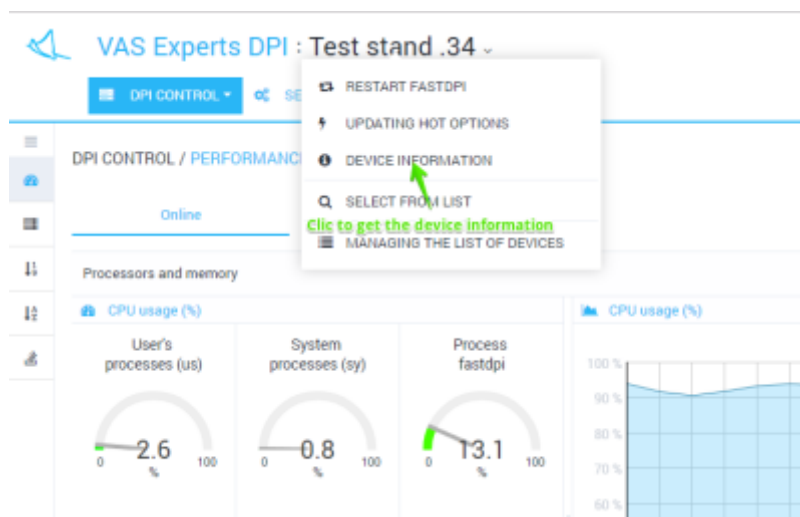 VAS Experts DPI : Test stand .34
DPI CONTROL
SE
RESTART FASTDPI
UPDATING HOT OPTIONS
DEVICE INFORMATION
SELECT FROM LIST
Clic to get the device information
MANAGING THE LIST OF DEVICES
DPI CONTROL / PERFORMANC
Online
Processors and memory
CPU usage (%)
CPU usage (%)
User's
processes (us)
System
processes (sy)
Process
fastdpi
2.6
0
100
%
0.8
0
100
%
13.1
0
100
%
100 %
90 %
80 %
70 %
60 %